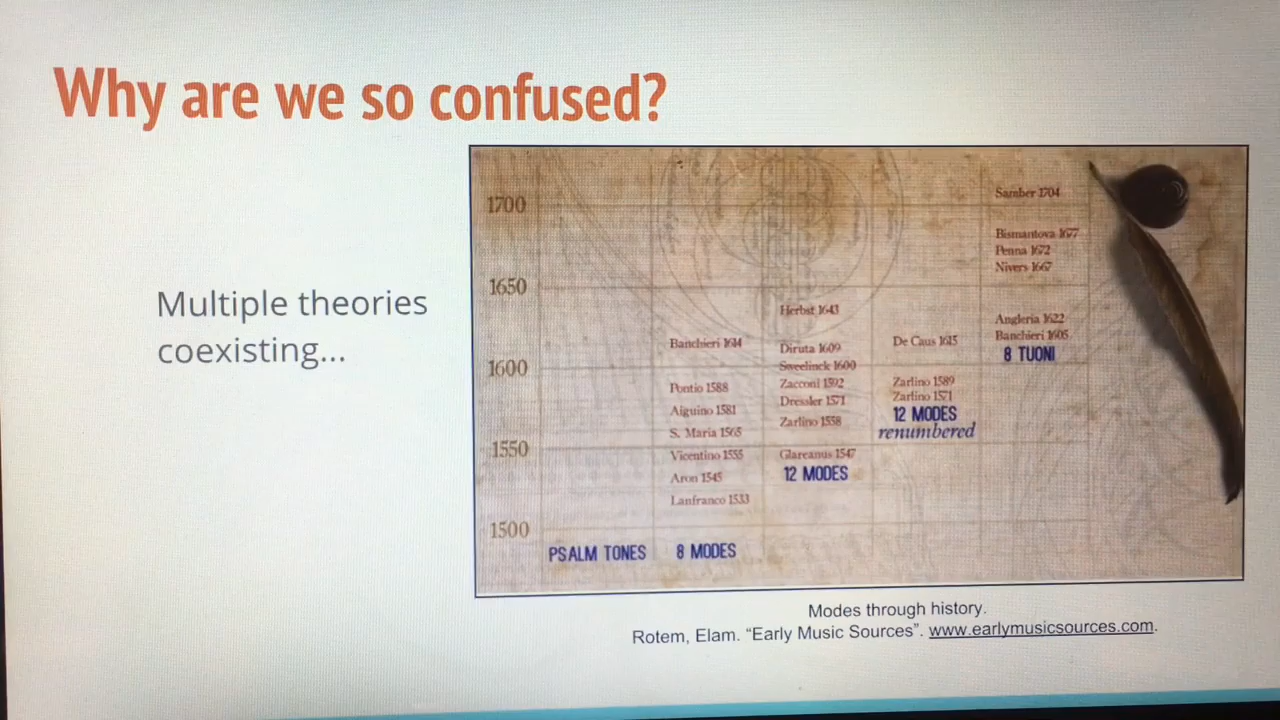 Why are we so confused?
Multiple theories
coexisting...
1700
1650
1600
1550
1500
PSALM TONES
Banchieri 1614
Pontio 1588
Aiguino 1581
S. Maria 1565
Vicentino 1555
Aron 1545
Lanfranco 1533
8 MODES
Herbst 1643
Diruta 1609
Sweelinck 1600
Zacconi 1592
Dressler 1571
Zarlino 1558
Glareanus 1547
12 MODES
De Caus 1615
Zarlino 1589
Zarlino 1571
12 MODES
renumbered
Samber 1704
Bismantova 1677
Penna 1672
Nivers 1667
Angleria 1622
Banchieri 1605
8 TUONI
Modes through history.
Rotem, Elam. “Early Music Sources”. www.earlymusicsources.com.